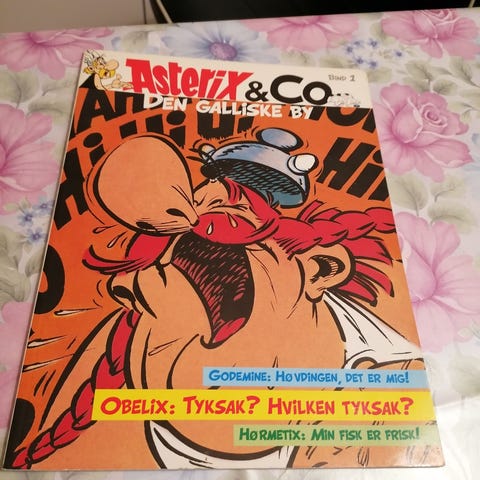 Asterix & Co...
BIND 1
DEN GALLISKE BY
GODEMINE: HØVDINGEN, DET ER MIG!
OBELIX: TYKSAK? HVILKEN TYKSAK?
HØRMETIX: MIN FISK ER FRISK!